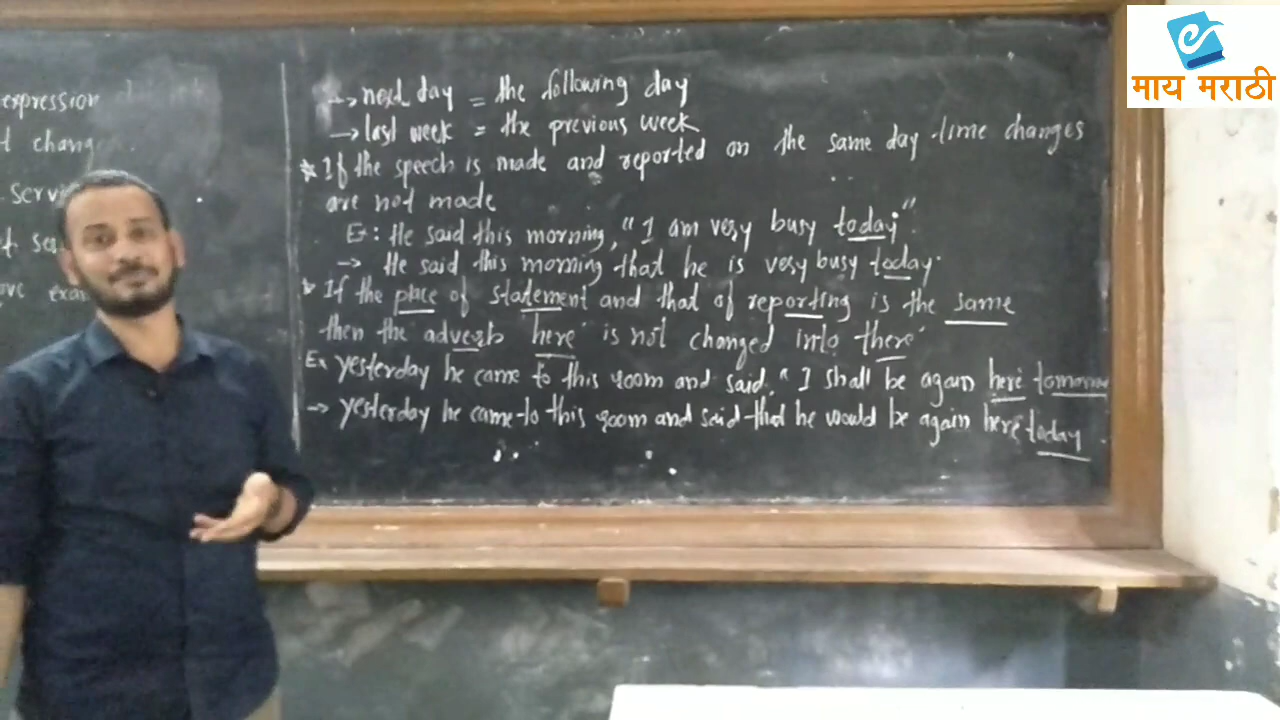 माय मराठी
expression
chang
→ next day = the following day
→ last week = the previous week
* If the speech is made and reported on the same day time changes
are not made
Ex: He said this morning, "I am very busy today".
→ He said this morning that he is very busy today.
* If the place of statement and that of reporting is the same
then the adverb 'here' is not changed into 'there'
Ex yesterday he came to this room and said, "I shall be again here tomorrow
→ yesterday he came to this room and said that he would be again here today.